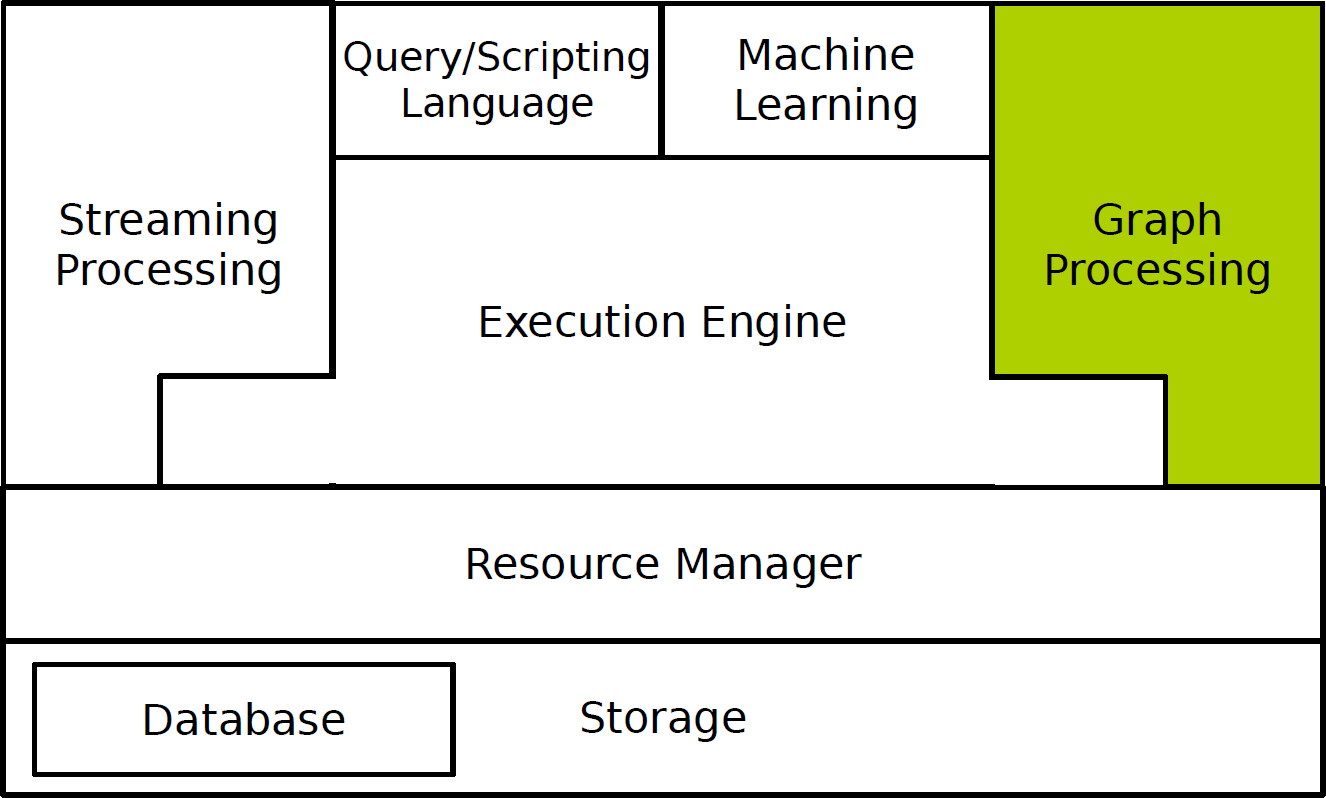 Query/Scripting
Language
Machine
Learning
Streaming
Processing
Graph
Processing
Execution Engine
Resource Manager
Database
Storage